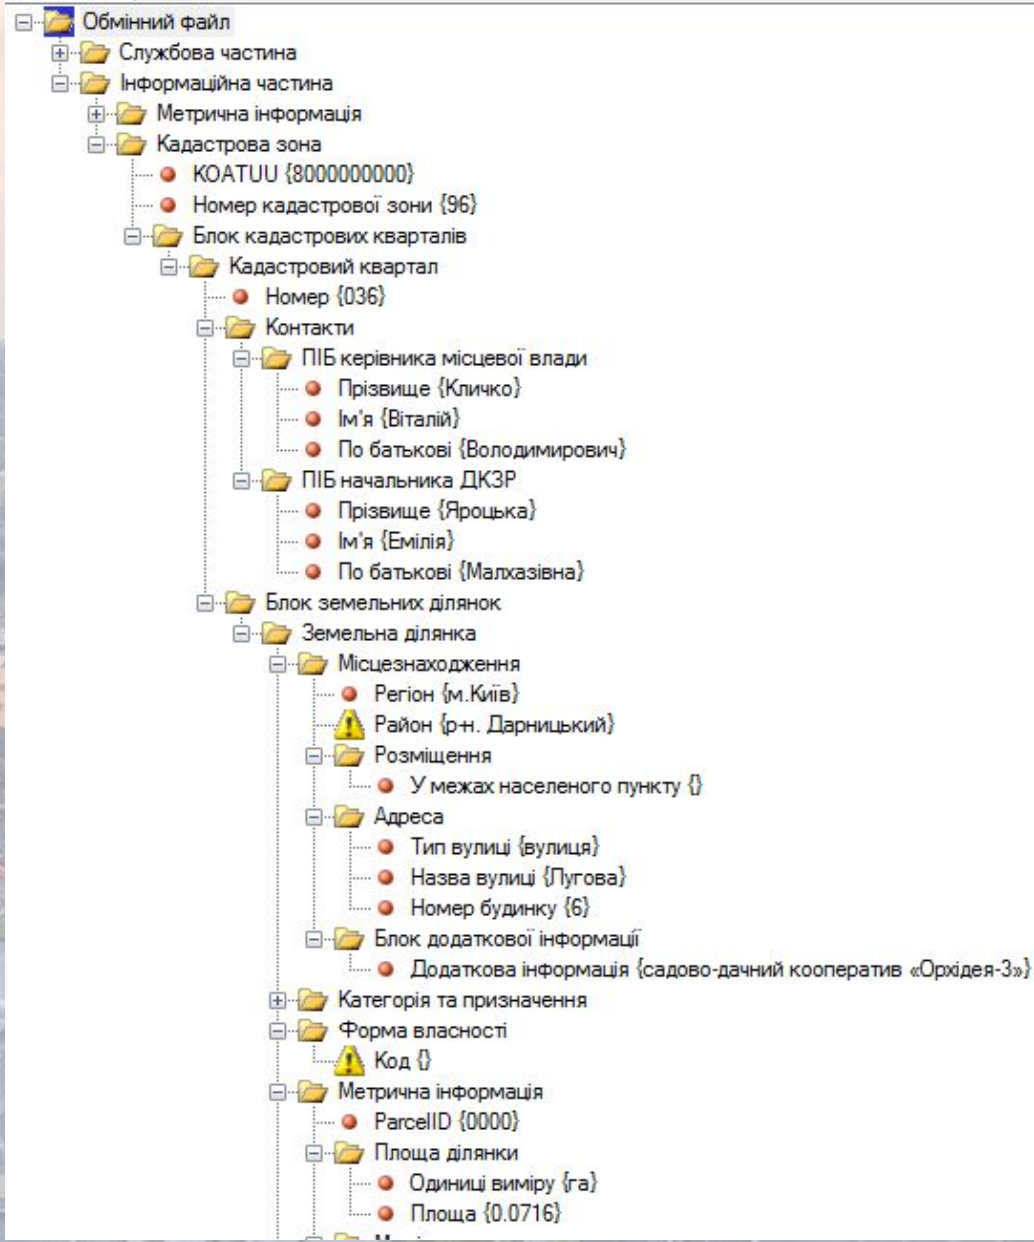 Обмінний файл
Службова частина
Інформаційна частина
Метрична інформація
Кадастрова зона
KOATUU {8000000000}
Номер кадастрової зони {96}
Блок кадастрових кварталів
Кадастровий квартал
Номер {036}
Контакти
ПІБ керівника місцевої влади
Прізвище {Кличко}
Ім'я {Віталій}
По батькові {Володимирович}
ПІБ начальника ДКЗР
Прізвище {Яроцька}
Ім'я {Емілія}
По батькові {Малхазівна}
Блок земельних ділянок
Земельна ділянка
Місцезнаходження
Регіон {м.Київ}
Район {р-н. Дарницький}
Розміщення
У межах населеного пункту {}
Адреса
Тип вулиці {вулиця}
Назва вулиці {Лугова}
Номер будинку {6}
Блок додаткової інформації
Додаткова інформація {садово-дачний кооператив «Орхідея-3»}
Категорія та призначення
Форма власності
Код {}
Метрична інформація
ParcelID {0000}
Площа ділянки
Одиниці виміру {га}
Площа {0.0716}